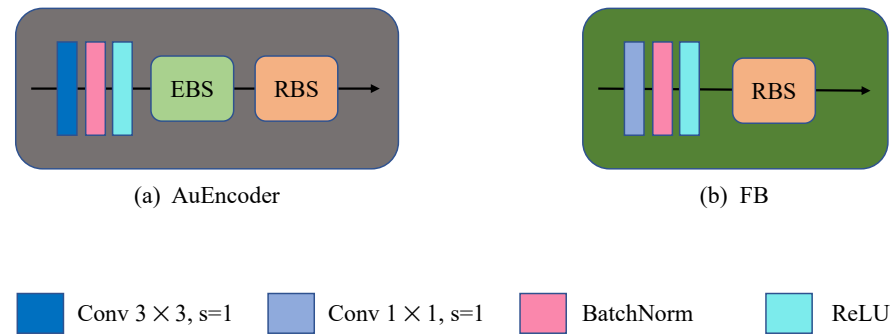 EBS
RBS
RBS
(a) AuEncoder
(b) FB
Conv 3 × 3, s=1
Conv 1 × 1, s=1
BatchNorm
ReLU